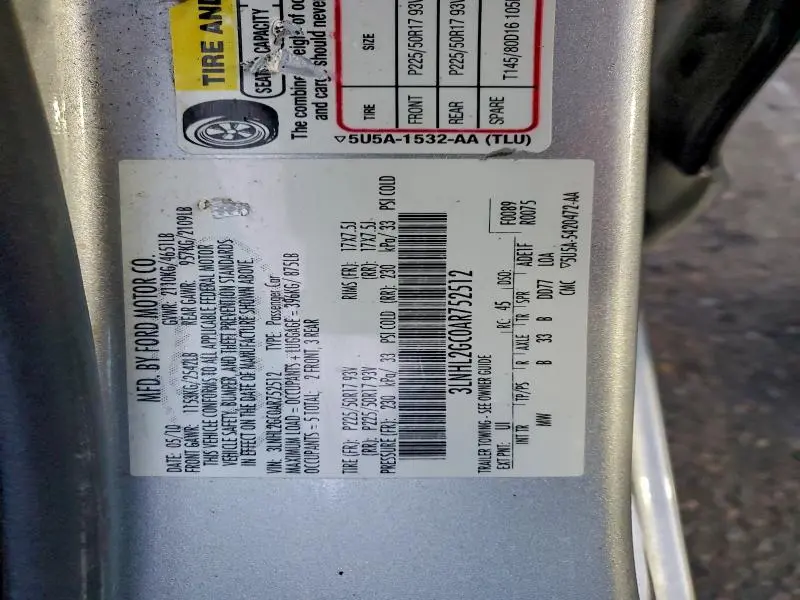 TIRE AND
SEATING CAPACITY
The combined weight of oc
and cargo should never
TIRE SIZE
FRONT P225/50R17 93V
REAR P225/50R17 93V
SPARE T145/80D16 105
5U5A-1532-AA (TLU)
MFD. BY FORD MOTOR CO.
DATE: 05/10 GVWR: 2110KG/4651LB
FRONT GAWR: 1153KG/2542LB REAR GAWR: 957KG/2109LB
THIS VEHICLE CONFORMS TO ALL APPLICABLE FEDERAL MOTOR
VEHICLE SAFETY, BUMPER, AND THEFT PREVENTION STANDARDS
IN EFFECT ON THE DATE OF MANUFACTURE SHOWN ABOVE
VIN: 3LNHL2GC0AR752512 TYPE: Passenger Car
MAXIMUM LOAD = OCCUPANTS + LUGGAGE = 396KG/ 875LB
OCCUPANTS = 5 TOTAL: 2 FRONT, 3 REAR
TIRE (FR): P225/50R17 93V RIMS (FR): 17X7.5J
(RR): P225/50R17 93V (RR): 17X7.5J
PRESSURE (FR): 230 kPa/ 33 PSI COLD (RR): 230 kPa/ 33 PSI COLD
3LNHL2GC0AR752512
TRAILER TOWING - SEE OWNER GUIDE F0089
R0075
EXT PNT: UI RC: 45 DSO:
INT TR TP/PS R AXLE TR SPR ADETF
MW B 33 B DD77 LOA
CMC 5U5A-5420472-AA